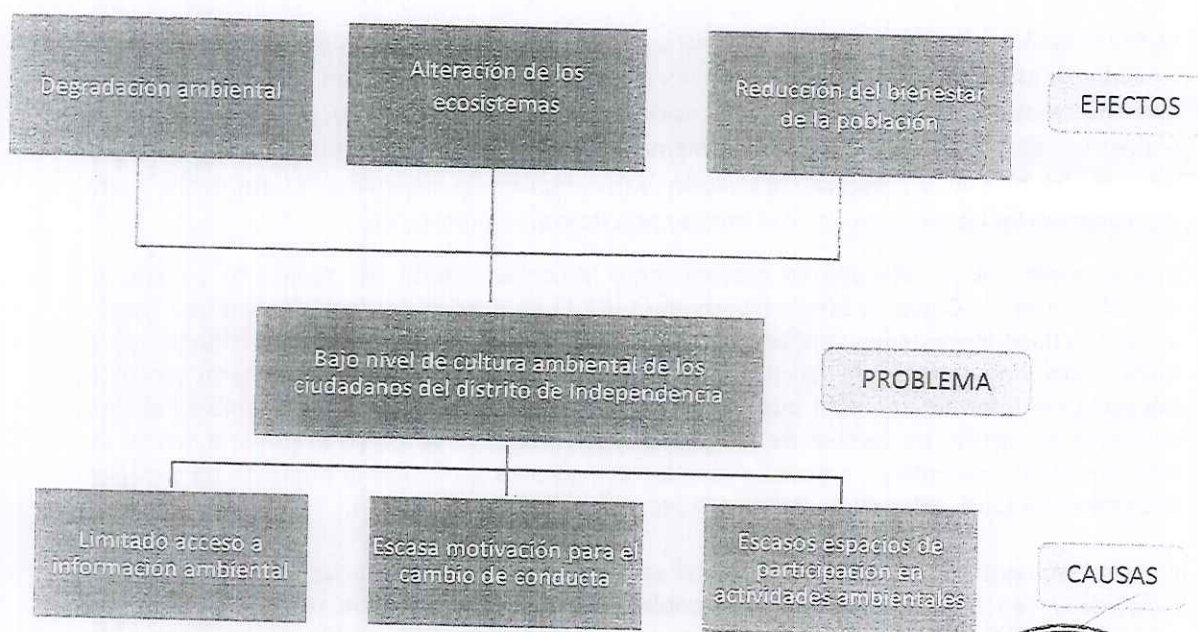 Degradación ambiental
Alteración de los
ecosistemas
Reducción del bienestar
de la población
EFECTOS
Bajo nivel de cultura ambiental de los
ciudadanos del distrito de Independencia
PROBLEMA
Limitado acceso a
información ambiental
Escasa motivación para el
cambio de conducta
Escasos espacios de
participación en
actividades ambientales
CAUSAS